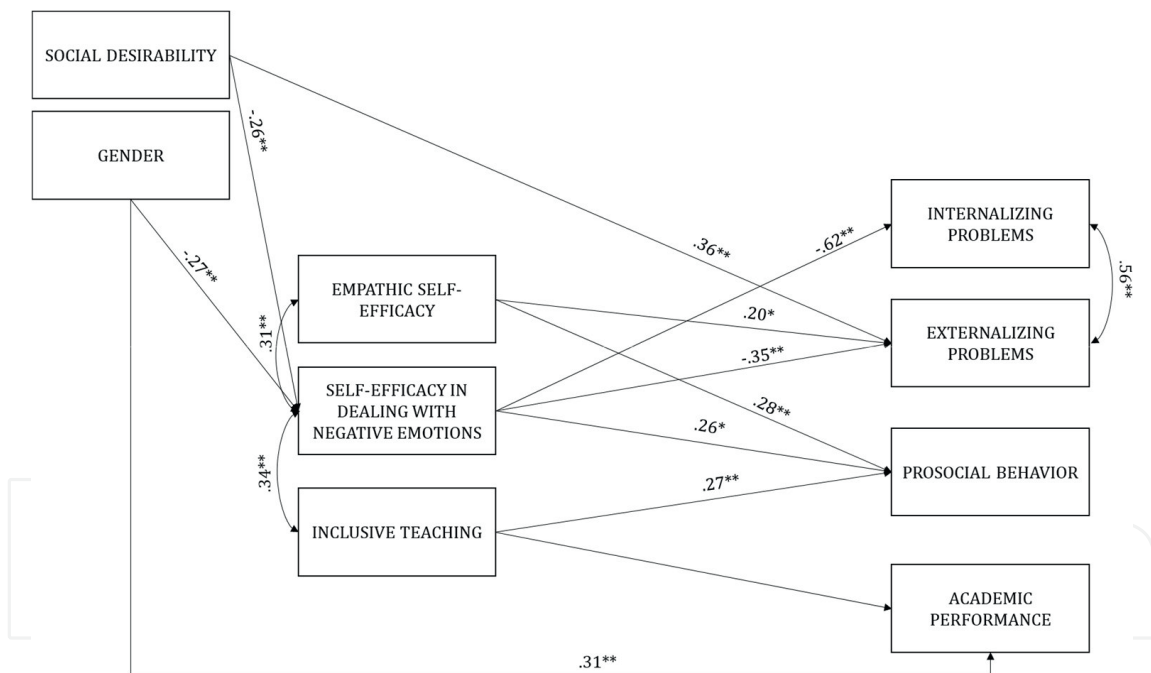 SOCIAL DESIRABILITY
GENDER
-.26**
-.27**
EMPATHIC SELF-
EFFICACY
.31**
SELF-EFFICACY IN
DEALING WITH
NEGATIVE EMOTIONS
.34**
INCLUSIVE TEACHING
.36**
-.62**
.20*
-.35**
.28**
.26*
.27**
INTERNALIZING
PROBLEMS
.56**
EXTERNALIZING
PROBLEMS
PROSOCIAL BEHAVIOR
ACADEMIC
PERFORMANCE
.31**